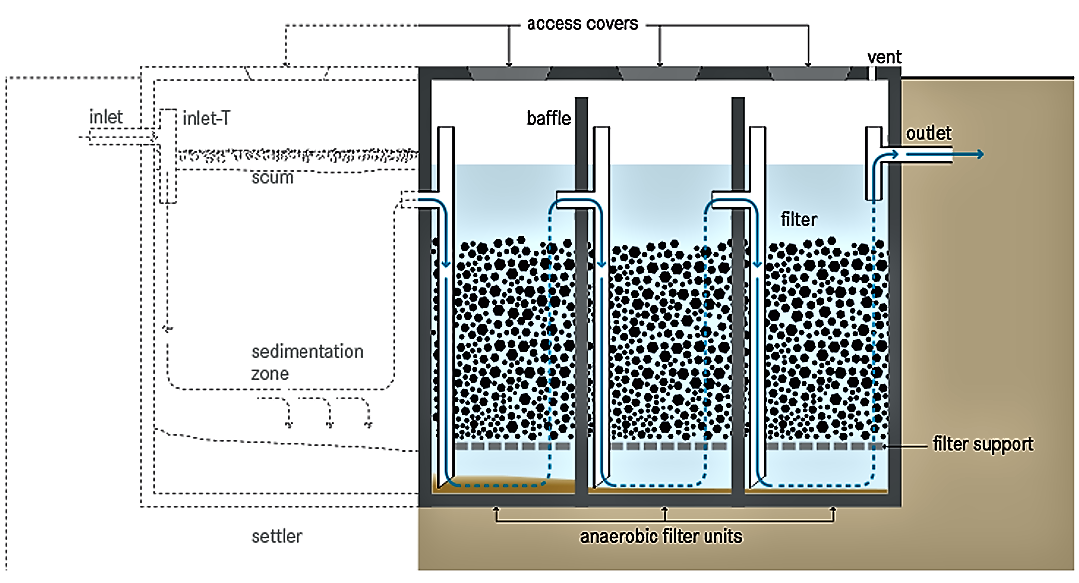 access covers
vent
inlet
inlet-T
baffle
outlet
scum
filter
sedimentation
zone
filter support
settler
anaerobic filter units